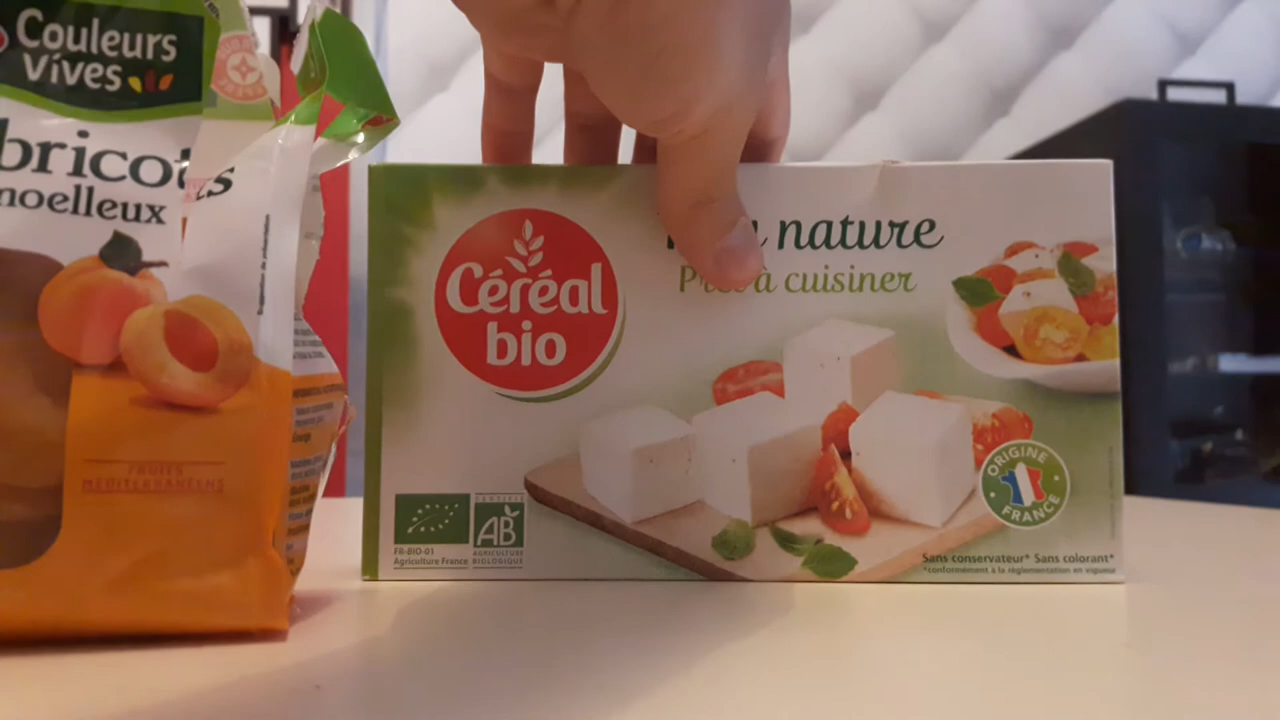 Couleurs
Vives
bricots
moelleux
FRUITS
MÉDITERRANÉENS
Céréal
bio
nature
à cuisiner
ORIGINE
FRANCE
CERTIFIÉ
AB
AGRICULTURE
BIOLOGIQUE
FR-BIO-01
Agriculture France
Sans conservateur* Sans colorant*
*conformément à la réglementation en vigueur